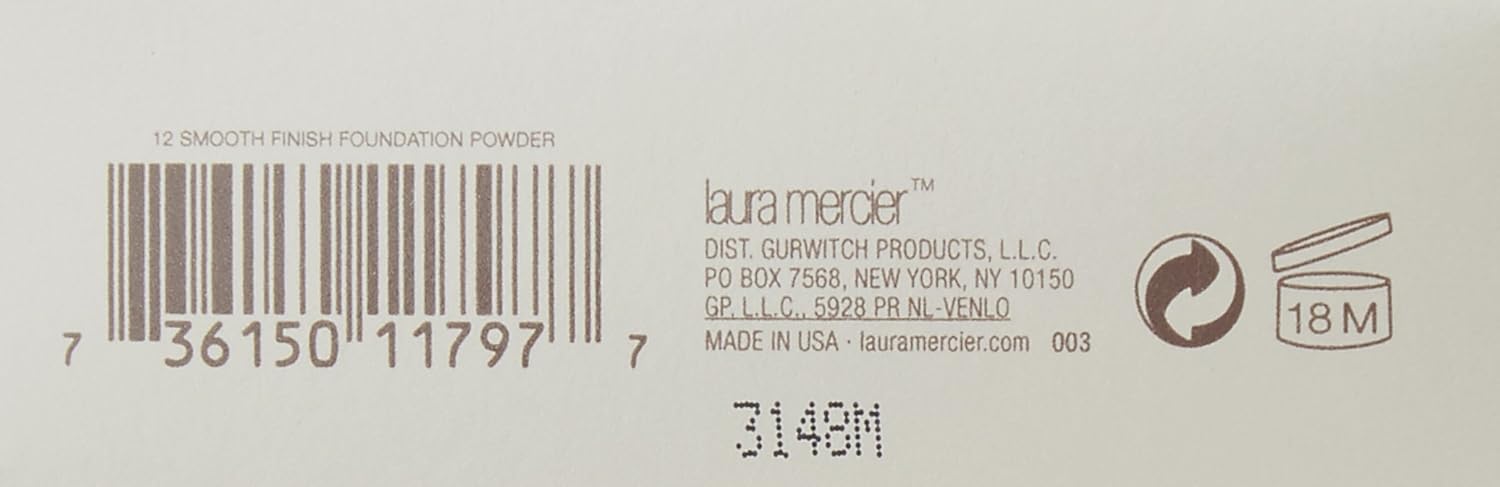 12 SMOOTH FINISH FOUNDATION POWDER
7 36150 11797 7
laura mercier™
DIST. GURWITCH PRODUCTS, L.L.C.
PO BOX 7568, NEW YORK, NY 10150
GP. L.L.C., 5928 PR NL-VENLO
MADE IN USA · lauramercier.com 003
18 M
3148M